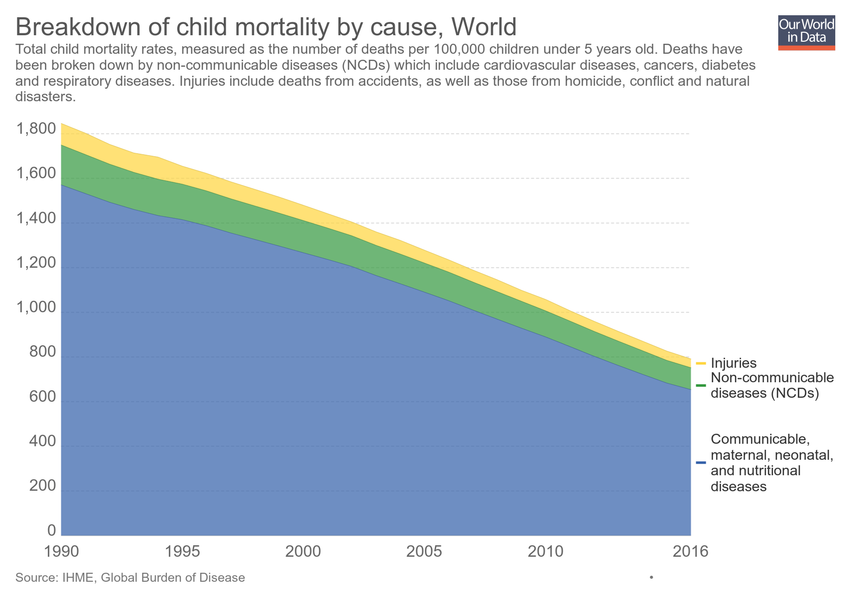 Breakdown of child mortality by cause, World
Our World
in Data
Total child mortality rates, measured as the number of deaths per 100,000 children under 5 years old. Deaths have
been broken down by non-communicable diseases (NCDs) which include cardiovascular diseases, cancers, diabetes
and respiratory diseases. Injuries include deaths from accidents, as well as those from homicide, conflict and natural
disasters.
1,800
1,600
1,400
1,200
1,000
800
600
400
200
0
Injuries
Non-communicable
diseases (NCDs)
Communicable,
maternal, neonatal,
and nutritional
diseases
1990 1995 2000 2005 2010 2016
Source: IHME, Global Burden of Disease